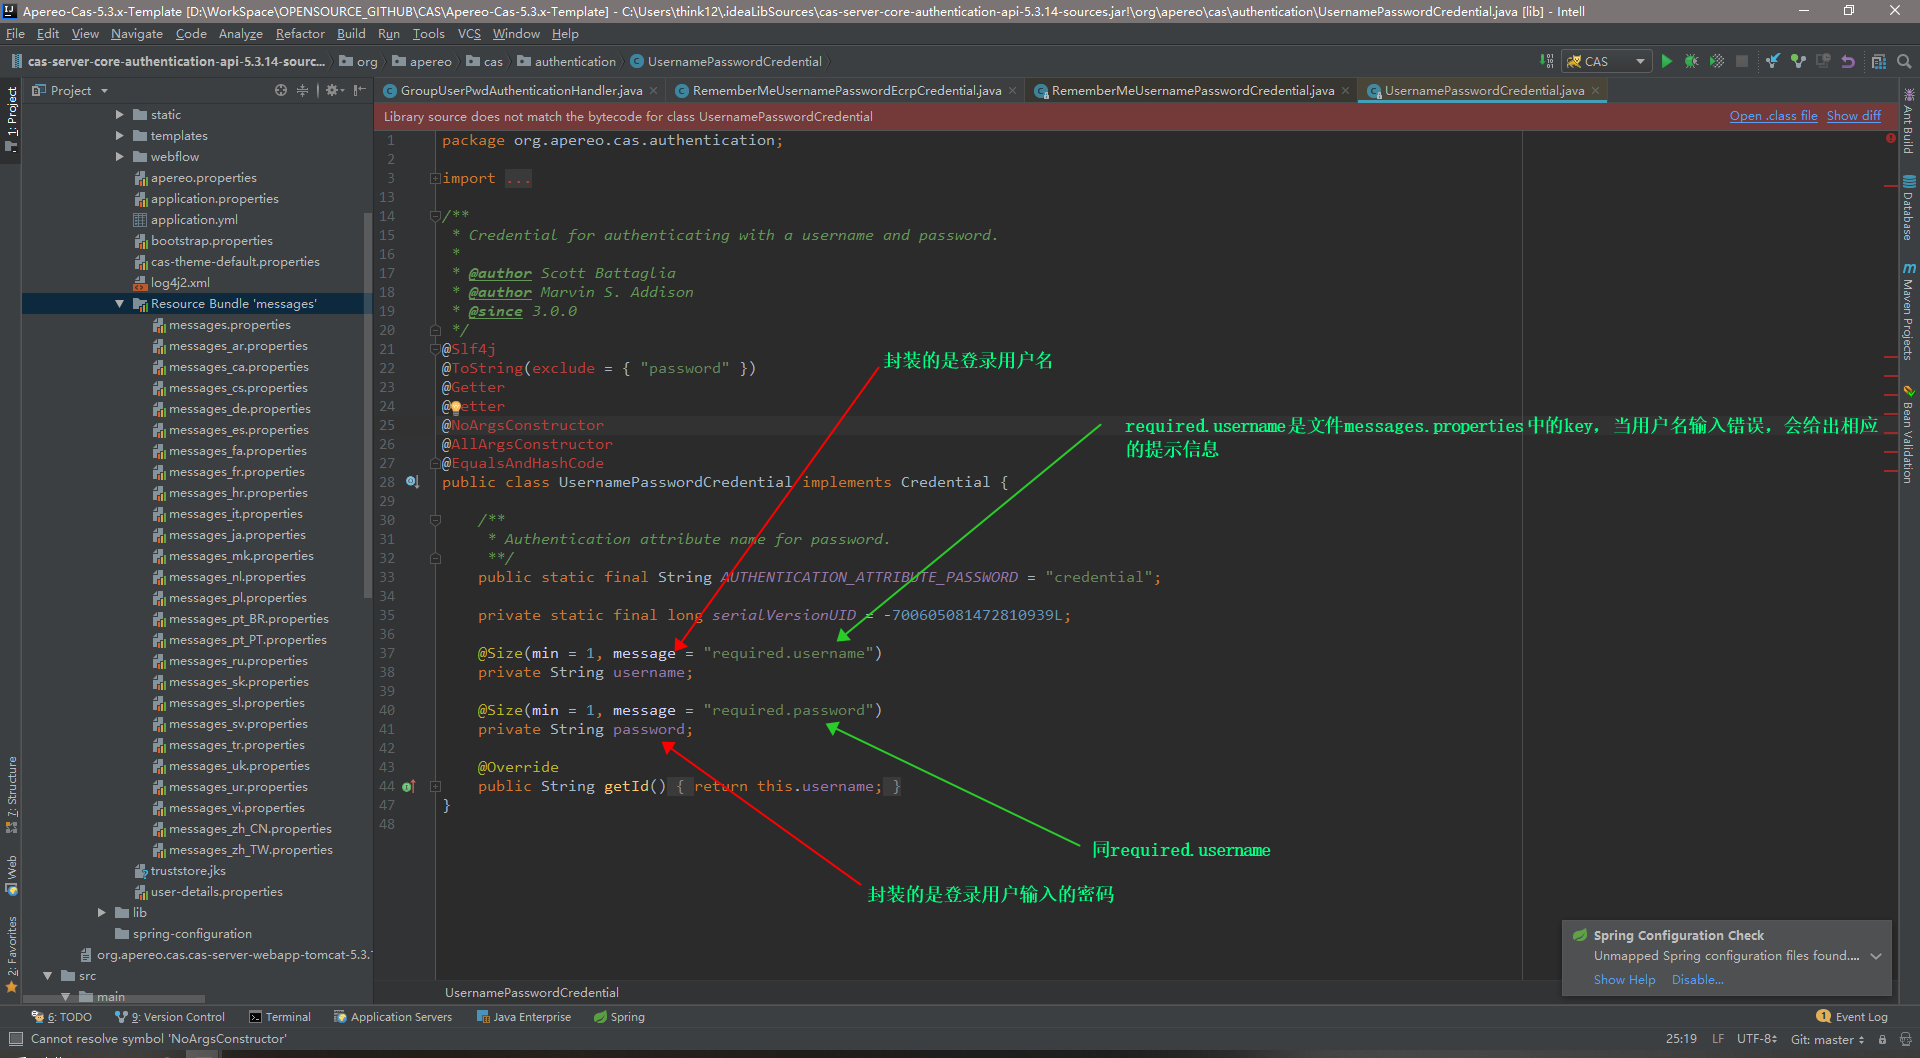 Apereo-Cas-5.3.x-Template [D:\WorkSpace\OPENSOURCE_GITHUB\CAS\Apereo-Cas-5.3.x-Template] - C:\Users\think12\.ideaLibSources\cas-server-core-authentication-api-5.3.14-sources.jar!\org\apereo\cas\authentication\UsernamePasswordCredential.java [lib] - Intell
File Edit View Navigate Code Analyze Refactor Build Run Tools VCS Window Help
cas-server-core-authentication-api-5.3.14-sourc... org apereo cas authentication UsernamePasswordCredential
CAS
Project
GroupUserPwdAuthenticationHandler.java RememberMeUsernamePasswordEcrpCredential.java RememberMeUsernamePasswordCredential.java UsernamePasswordCredential.java
Library source does not match the bytecode for class UsernamePasswordCredential Open .class file Show diff
1: Project
7: Structure
Web
2: Favorites
static
templates
webflow
apereo.properties
application.properties
application.yml
bootstrap.properties
cas-theme-default.properties
log4j2.xml
Resource Bundle 'messages'
messages.properties
messages_ar.properties
messages_ca.properties
messages_cs.properties
messages_de.properties
messages_es.properties
messages_fa.properties
messages_fr.properties
messages_hr.properties
messages_it.properties
messages_ja.properties
messages_mk.properties
messages_nl.properties
messages_pl.properties
messages_pt_BR.properties
messages_pt_PT.properties
messages_ru.properties
messages_sk.properties
messages_sl.properties
messages_sv.properties
messages_tr.properties
messages_uk.properties
messages_ur.properties
messages_vi.properties
messages_zh_CN.properties
messages_zh_TW.properties
truststore.jks
user-details.properties
lib
spring-configuration
org.apereo.cas.cas-server-webapp-tomcat-5.3.
src
main
1 package org.apereo.cas.authentication;
2
3 import ...
13
14 /**
15 * Credential for authenticating with a username and password.
16 *
17 * @author Scott Battaglia
18 * @author Marvin S. Addison
19 * @since 3.0.0
20 */
21 @Slf4j
22 @ToString(exclude = { "password" })
23 @Getter
24 @etter
25 @NoArgsConstructor
26 @AllArgsConstructor
27 @EqualsAndHashCode
28 public class UsernamePasswordCredential implements Credential {
29
30 /**
31 * Authentication attribute name for password.
32 **/
33 public static final String AUTHENTICATION_ATTRIBUTE_PASSWORD = "credential";
34
35 private static final long serialVersionUID = -700605081472810939L;
36
37 @Size(min = 1, message = "required.username")
38 private String username;
39
40 @Size(min = 1, message = "required.password")
41 private String password;
42
43 @Override
44 public String getId() { return this.username; }
47 }
48
封装的是登录用户名
required.username是文件messages.properties中的key，当用户名输入错误，会给出相应
的提示信息
同required.username
封装的是登录用户输入的密码
Ant Build
Database
m Maven Projects
Bean Validation
Spring Configuration Check
Unmapped Spring configuration files found....
Show Help Disable...
UsernamePasswordCredential
6: TODO 9: Version Control Terminal Application Servers Java Enterprise Spring 1 Event Log
Cannot resolve symbol 'NoArgsConstructor' 25:19 LF UTF-8 Git: master